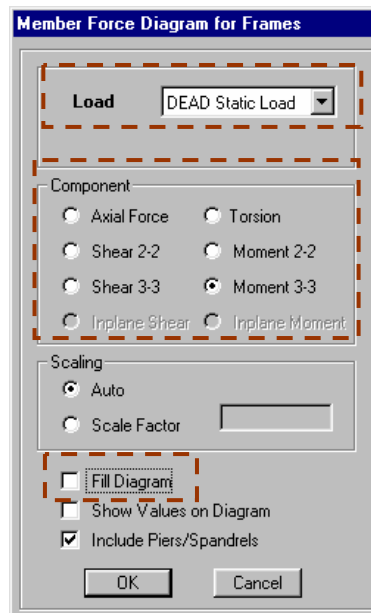 Member Force Diagram for Frames
Load DEAD Static Load
Component
Axial Force Torsion
Shear 2-2 Moment 2-2
Shear 3-3 Moment 3-3
Inplane Shear Inplane Moment
Scaling
Auto
Scale Factor
Fill Diagram
Show Values on Diagram
Include Piers/Spandrels
OK Cancel